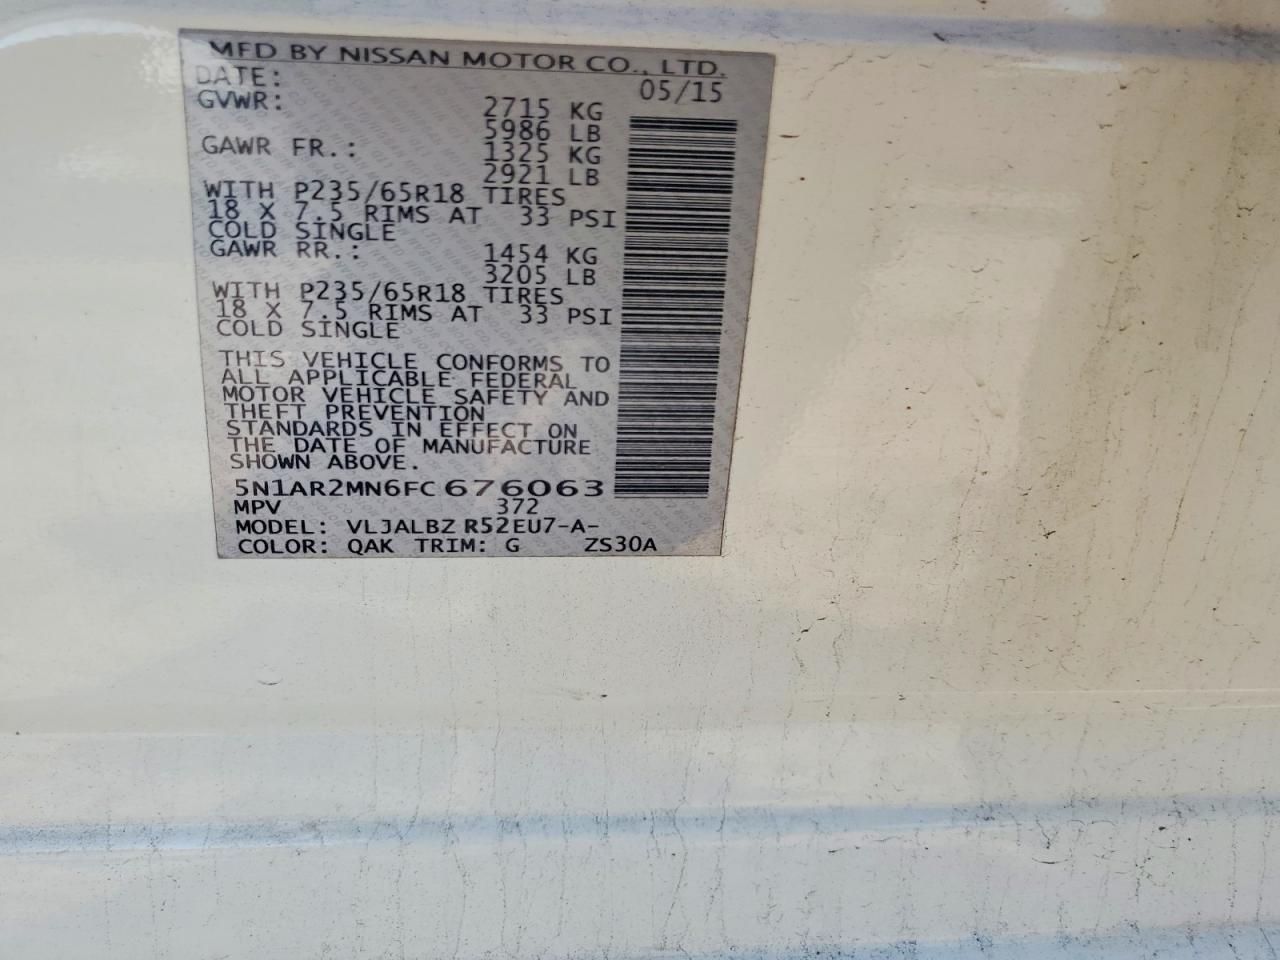 MFD BY NISSAN MOTOR CO., LTD.
DATE: 05/15
GVWR: 2715 KG
5986 LB
GAWR FR.: 1325 KG
2921 LB
WITH P235/65R18 TIRES
18 X 7.5 RIMS AT 33 PSI
COLD SINGLE
GAWR RR.: 1454 KG
3205 LB
WITH P235/65R18 TIRES
18 X 7.5 RIMS AT 33 PSI
COLD SINGLE
THIS VEHICLE CONFORMS TO
ALL APPLICABLE FEDERAL
MOTOR VEHICLE SAFETY AND
THEFT PREVENTION
STANDARDS IN EFFECT ON
THE DATE OF MANUFACTURE
SHOWN ABOVE.
5N1AR2MN6FC676063
MPV 372
MODEL: VLJALBZ R52EU7-A-
COLOR: QAK TRIM: G ZS30A